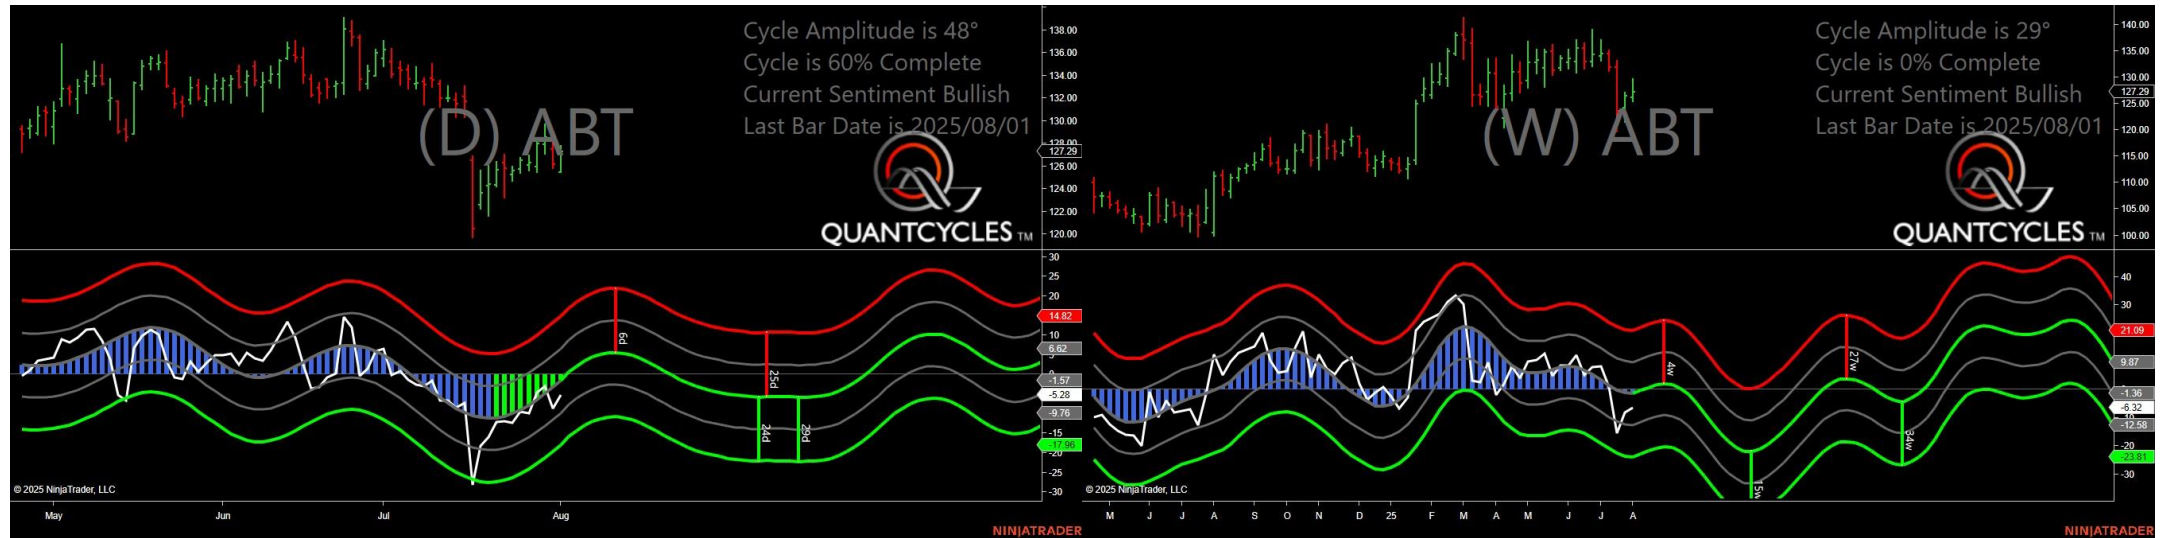 Cycle Amplitude is 48°
Cycle is 60% Complete
Current Sentiment Bullish
Last Bar Date is 2025/08/01
(D) ABT
QUANTCYCLES TM
138.00
136.00
134.00
132.00
130.00
128.00
127.29
126.00
124.00
122.00
120.00
30
25
20
14.82
10
6.62
-1.57
-5.28
-9.76
-15
-17.96
-20
-25
-30
6d
25d
24d
29d
© 2025 NinjaTrader, LLC
May Jun Jul Aug
NINJATRADER
Cycle Amplitude is 29°
Cycle is 0% Complete
Current Sentiment Bullish
Last Bar Date is 2025/08/01
(W) ABT
QUANTCYCLES TM
140.00
135.00
130.00
127.29
125.00
120.00
115.00
110.00
105.00
100.00
40
30
21.09
9.87
-1.36
-6.32
-12.58
-20
-23.81
-30
4w
27w
15w
34w
© 2025 NinjaTrader, LLC
M J J A S O N D 25 F M A M J J A
NINJATRADER